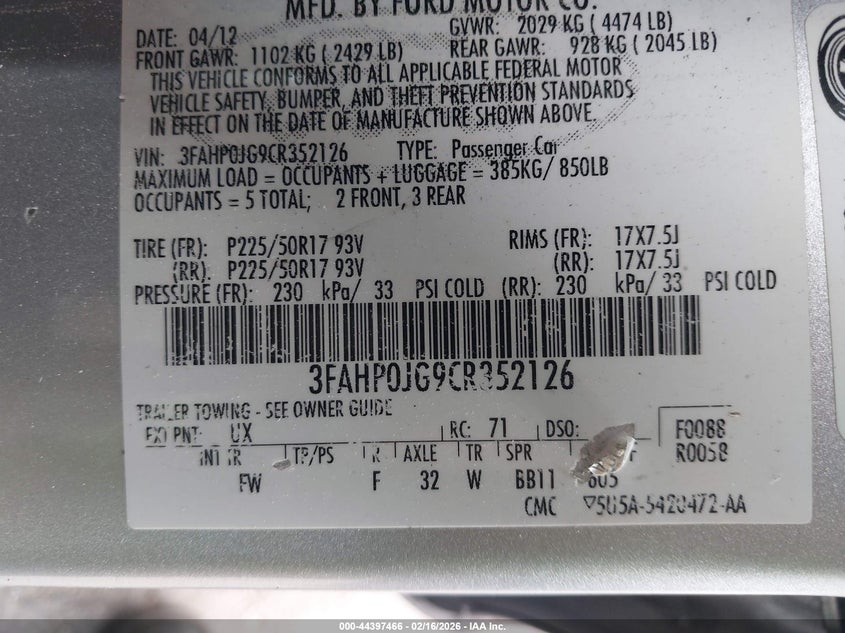 MFD. BY FORD MOTOR CO.
DATE: 04/12 GVWR: 2029 KG ( 4474 LB)
FRONT GAWR: 1102 KG ( 2429 LB) REAR GAWR: 928 KG ( 2045 LB)
THIS VEHICLE CONFORMS TO ALL APPLICABLE FEDERAL MOTOR
VEHICLE SAFETY, BUMPER, AND THEFT PREVENTION STANDARDS
IN EFFECT ON THE DATE OF MANUFACTURE SHOWN ABOVE.
VIN: 3FAHP0JG9CR352126 TYPE: Passenger Car
MAXIMUM LOAD = OCCUPANTS + LUGGAGE = 385KG/ 850LB
OCCUPANTS = 5 TOTAL; 2 FRONT, 3 REAR
TIRE (FR): P225/50R17 93V RIMS (FR): 17X7.5J
(RR): P225/50R17 93V (RR): 17X7.5J
PRESSURE (FR): 230 kPa/ 33 PSI COLD (RR): 230 kPa/ 33 PSI COLD
3FAHP0JG9CR352126
TRAILER TOWING - SEE OWNER GUIDE
EXT PNT: UX RC: 71 DSO: F0088
INT TR TP/PS R AXLE TR SPR R0058
FW F 32 W BB11
CMC 5U5A-5420472-AA
000-44397466 - 02/16/2026 - IAA Inc.